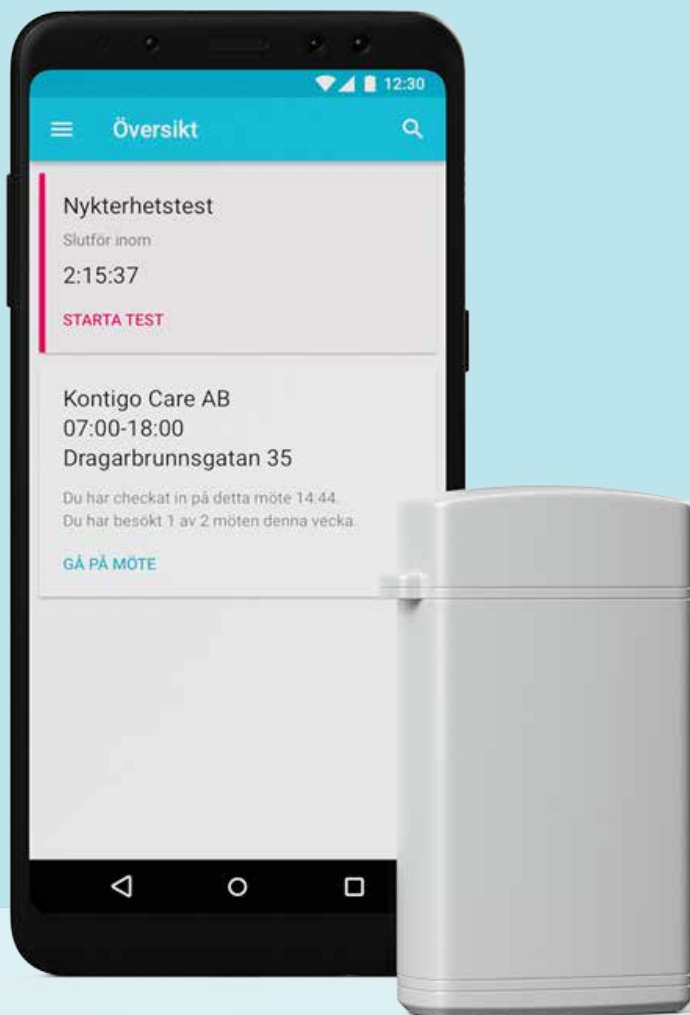 12:30
Översikt
Nykterhetstest
Slutför inom
2:15:37
STARTA TEST
Kontigo Care AB
07:00-18:00
Dragarbrunnsgatan 35
Du har checkat in på detta möte 14:44.
Du har besökt 1 av 2 möten denna vecka.
GÅ PÅ MÖTE